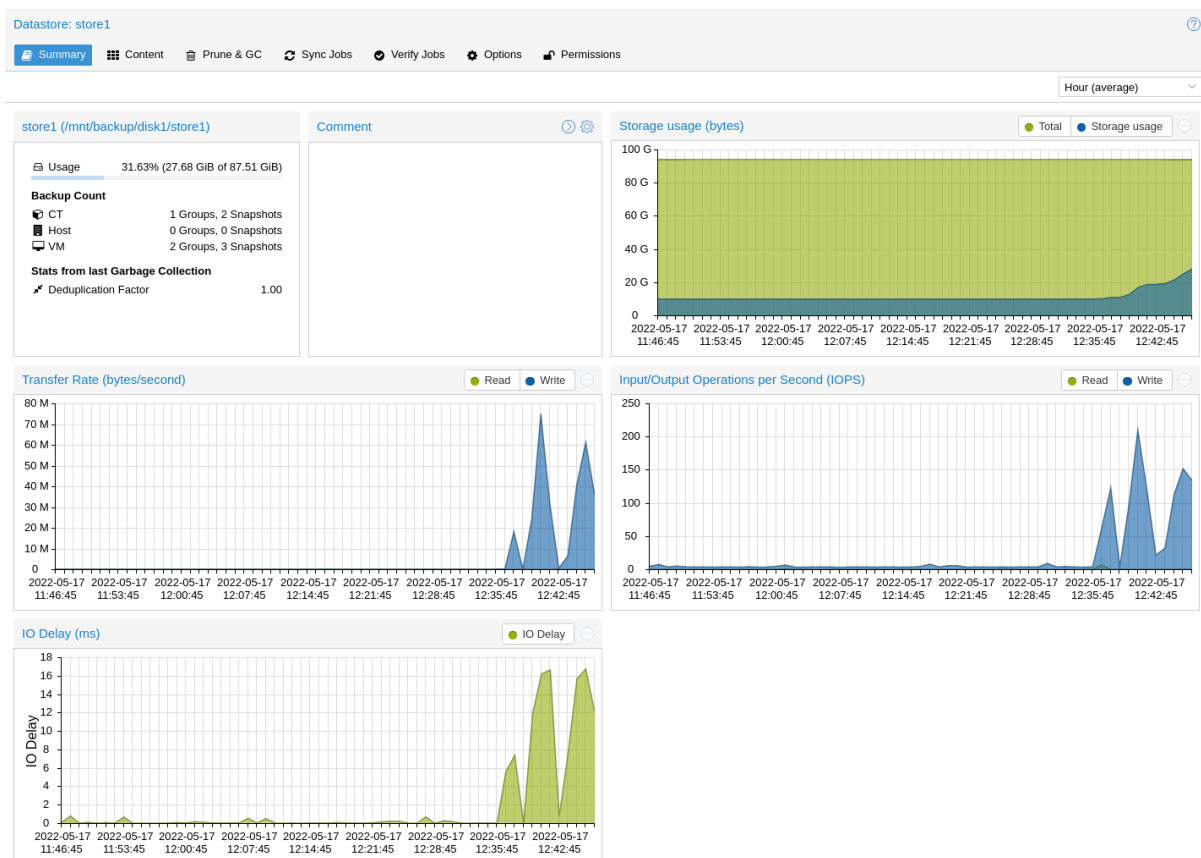 Datastore: store1
Summary Content Prune & GC Sync Jobs Verify Jobs Options Permissions
Hour (average)
store1 (/mnt/backup/disk1/store1)
Usage 31.63% (27.68 GiB of 87.51 GiB)
Backup Count
CT 1 Groups, 2 Snapshots
Host 0 Groups, 0 Snapshots
VM 2 Groups, 3 Snapshots
Stats from last Garbage Collection
Deduplication Factor 1.00
Comment
Storage usage (bytes)
Total Storage usage
100 G
80 G
60 G
40 G
20 G
0
2022-05-17 2022-05-17 2022-05-17 2022-05-17 2022-05-17 2022-05-17 2022-05-17 2022-05-17 2022-05-17
11:46:45 11:53:45 12:00:45 12:07:45 12:14:45 12:21:45 12:28:45 12:35:45 12:42:45
Transfer Rate (bytes/second)
Read Write
80 M
70 M
60 M
50 M
40 M
30 M
20 M
10 M
0
2022-05-17 2022-05-17 2022-05-17 2022-05-17 2022-05-17 2022-05-17 2022-05-17 2022-05-17 2022-05-17
11:46:45 11:53:45 12:00:45 12:07:45 12:14:45 12:21:45 12:28:45 12:35:45 12:42:45
Input/Output Operations per Second (IOPS)
Read Write
250
200
150
100
50
0
2022-05-17 2022-05-17 2022-05-17 2022-05-17 2022-05-17 2022-05-17 2022-05-17 2022-05-17 2022-05-17
11:46:45 11:53:45 12:00:45 12:07:45 12:14:45 12:21:45 12:28:45 12:35:45 12:42:45
IO Delay (ms)
IO Delay
IO Delay
18
16
14
12
10
8
6
4
2
0
2022-05-17 2022-05-17 2022-05-17 2022-05-17 2022-05-17 2022-05-17 2022-05-17 2022-05-17 2022-05-17
11:46:45 11:53:45 12:00:45 12:07:45 12:14:45 12:21:45 12:28:45 12:35:45 12:42:45